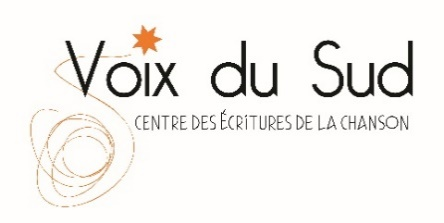 Voix du Sud
CENTRE DES ÉCRITURES DE LA CHANSON